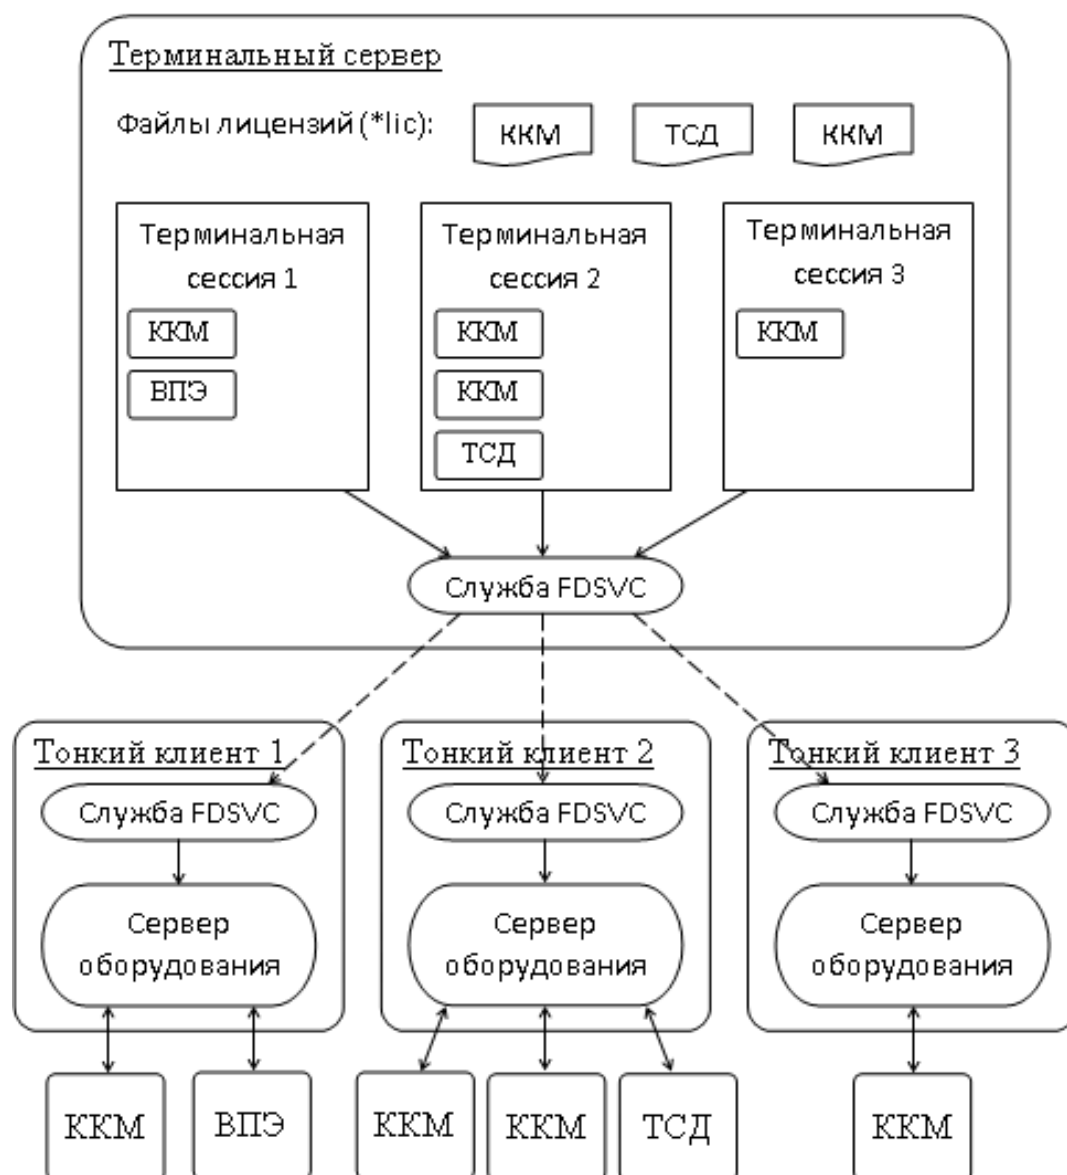 Терминальный сервер
Файлы лицензий (*lic):
ККМ
ТСД
ККМ
Терминальная
сессия 1
ККМ
ВПЭ
Терминальная
сессия 2
ККМ
ККМ
ТСД
Терминальная
сессия 3
ККМ
Служба FDSVC
Тонкий клиент 1
Служба FDSVC
Сервер
оборудования
ККМ
ВПЭ
Тонкий клиент 2
Служба FDSVC
Сервер
оборудования
ККМ
ККМ
ТСД
Тонкий клиент 3
Служба FDSVC
Сервер
оборудования
ККМ